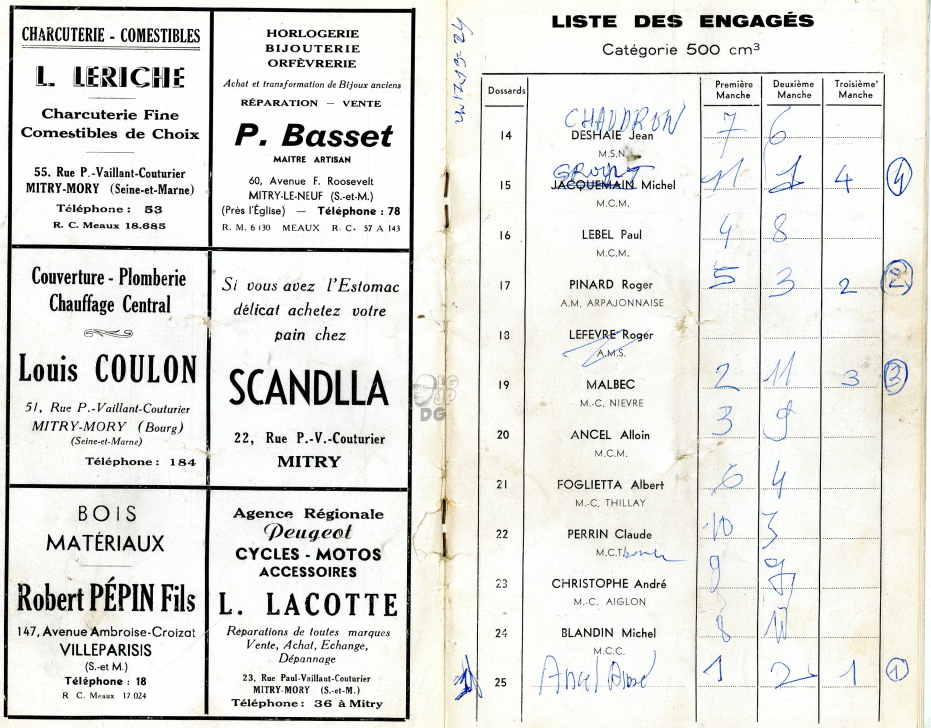 CHARCUTERIE - COMESTIBLES
L. LERICHE
Charcuterie Fine
Comestibles de Choix
55. Rue P.-Vaillant-Couturier
MITRY-MORY (Seine-et-Marne)
Téléphone : 53
R. C. Meaux 18.685
HORLOGERIE
BIJOUTERIE
ORFÈVRERIE
Achat et transformation de Bijoux anciens
RÉPARATION — VENTE
P. Basset
MAITRE ARTISAN
60, Avenue F. Roosevelt
MITRY-LE-NEUF (S.-et-M.)
(Près l'Église) — Téléphone : 78
R. M. 6 130 MEAUX R. C. 57 A 143
Couverture - Plomberie
Chauffage Central
Louis COULON
51, Rue P.-Vaillant-Couturier
MITRY-MORY (Bourg)
(Seine-et-Marne)
Téléphone : 184
Si vous avez l'Estomac
délicat achetez votre
pain chez
SCANDLLA
22, Rue P.-V.-Couturier
MITRY
BOIS
MATÉRIAUX
Robert PÉPIN Fils
147, Avenue Ambroise-Croizat
VILLEPARISIS
(S.-et M.)
Téléphone : 18
R C. Meaux 17.024
Agence Régionale
Peugeot
CYCLES - MOTOS
ACCESSOIRES
L. LACOTTE
Réparations de toutes marques
Vente, Achat, Echange,
Dépannage
23, Rue Paul-Vaillant-Couturier
MITRY-MORY (S.-et-M.)
Téléphone : 36 à Mitry
LISTE DES ENGAGÉS
Catégorie 500 cm³
Dossards Première Manche Deuxième Manche Troisième Manche
CHAUDRON
14 DESHAIE Jean 7 6
M.S.N.
15 JACQUEMAIN Michel 11 1 4 4
M.C.M.
16 LEBEL Paul 4 8
M.C.M.
17 PINARD Roger 5 3 2 2
A.M. ARPAJONNAISE
18 LEFEVRE Roger
A.M.S.
19 MALBEC 2 11 3 3
M.-C. NIEVRE
20 ANCEL Alloin 3 9
M.C.M.
21 FOGLIETTA Albert 6 4
M.-C. THILLAY
22 PERRIN Claude 10 3
M.C.T
23 CHRISTOPHE André 9
M.-C. AIGLON
24 BLANDIN Michel 8
M.C.C.
25 Ancel 1 2 1 1
DG